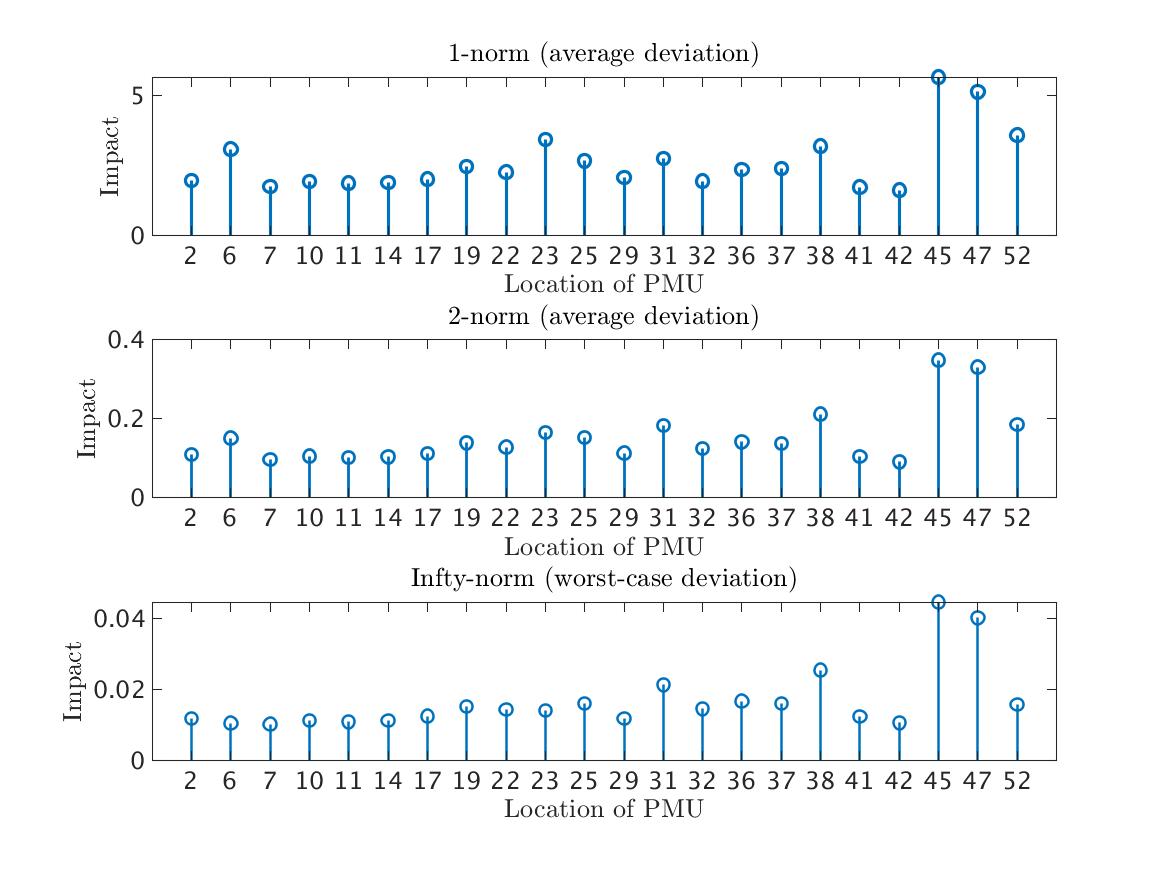 1-norm (average deviation)
5
0
Impact
2 6 7 10 11 14 17 19 22 23 25 29 31 32 36 37 38 41 42 45 47 52
Location of PMU
2-norm (average deviation)
0.4
0.2
0
Impact
2 6 7 10 11 14 17 19 22 23 25 29 31 32 36 37 38 41 42 45 47 52
Location of PMU
Infty-norm (worst-case deviation)
0.04
0.02
0
Impact
2 6 7 10 11 14 17 19 22 23 25 29 31 32 36 37 38 41 42 45 47 52
Location of PMU